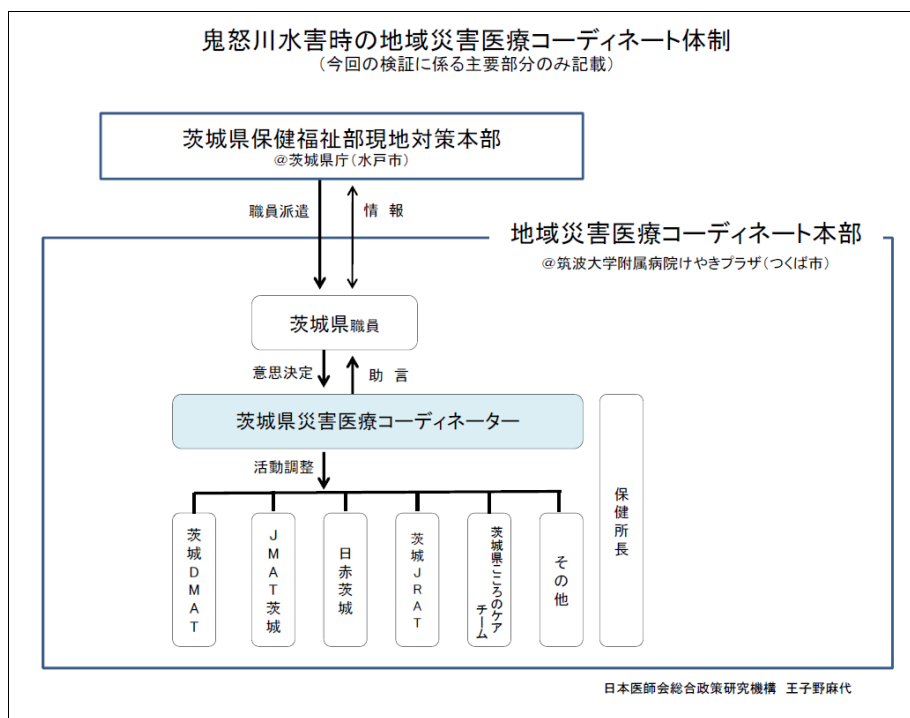 鬼怒川水害時の地域災害医療コーディネート体制
（今回の検証に係る主要部分のみ記載）
茨城県保健福祉部現地対策本部
＠茨城県庁（水戸市）
職員派遣
情 報
地域災害医療コーディネート本部
＠筑波大学附属病院けやきプラザ（つくば市）
茨城県職員
意思決定
助 言
茨城県災害医療コーディネーター
活動調整
茨城DMAT
JMAT茨城
日赤茨城
茨城JRAT
茨城県こころのケア
チーム
その他
保健所長
日本医師会総合政策研究機構 王子野麻代